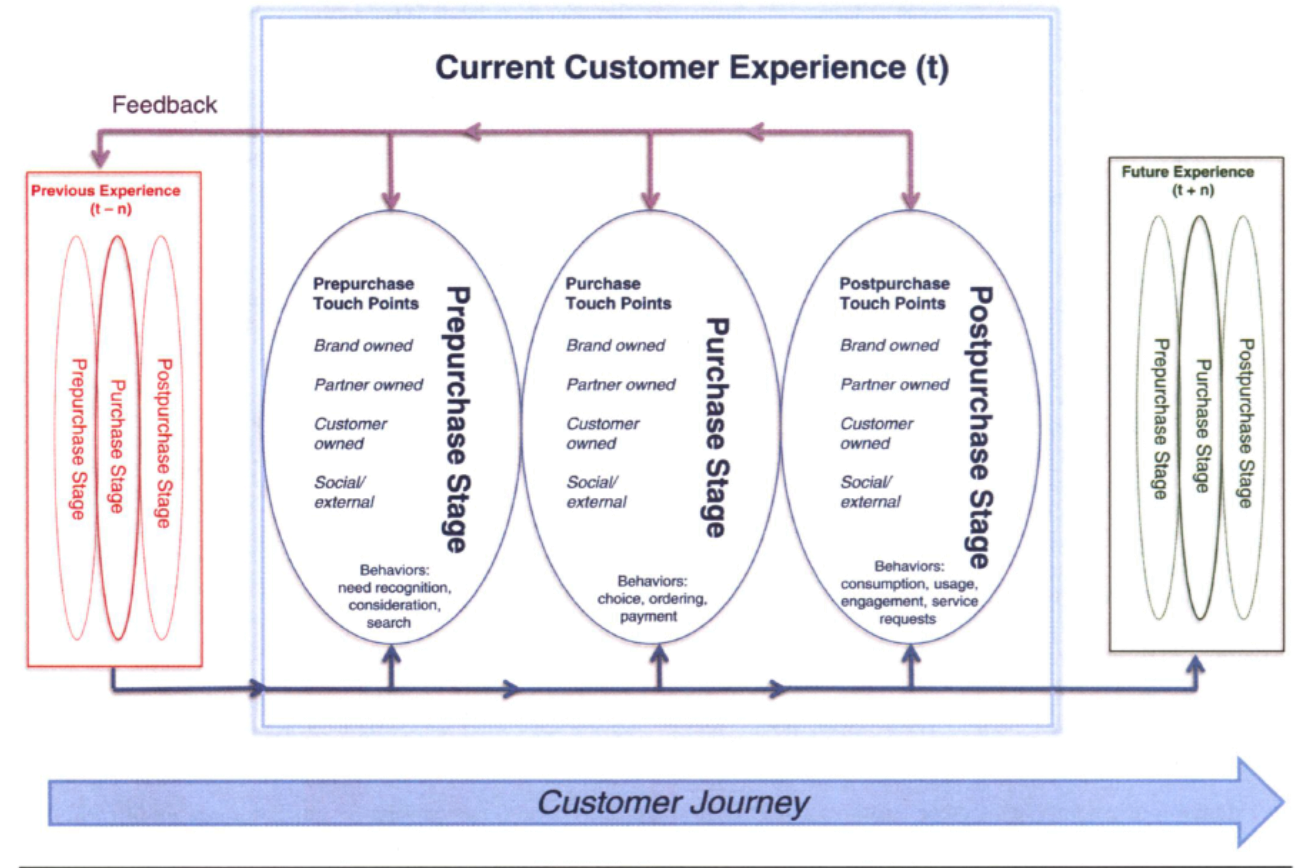 Current Customer Experience (t)
Feedback
Previous Experience
(t – n)
Prepurchase Stage
Purchase Stage
Postpurchase Stage
Prepurchase
Touch Points
Brand owned
Partner owned
Customer
owned
Social/
external
Prepurchase Stage
Behaviors:
need recognition,
consideration,
search
Purchase
Touch Points
Brand owned
Partner owned
Customer
owned
Social/
external
Purchase Stage
Behaviors:
choice, ordering,
payment
Postpurchase
Touch Points
Brand owned
Partner owned
Customer
owned
Social/
external
Postpurchase Stage
Behaviors:
consumption, usage,
engagement, service
requests
Future Experience
(t + n)
Prepurchase Stage
Purchase Stage
Postpurchase Stage
Customer Journey